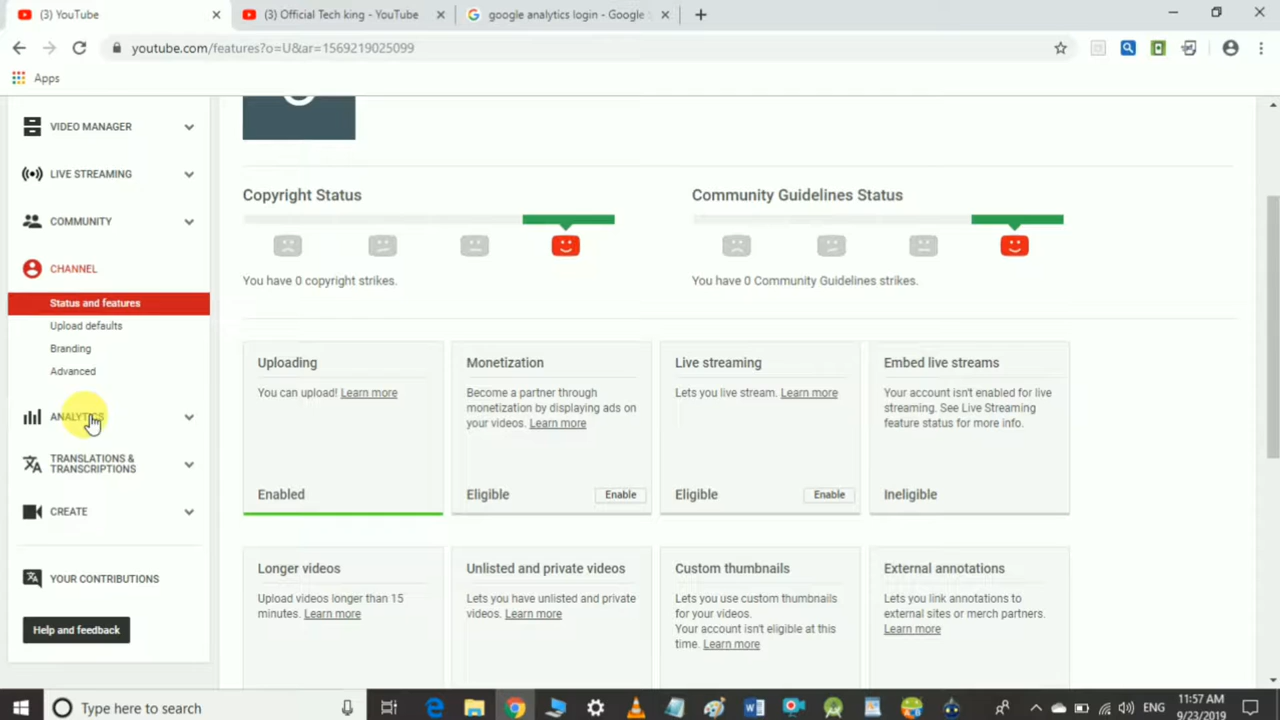 (3) YouTube
(3) Official Tech king - YouTube
google analytics login - Google
youtube.com/features?o=U&ar=1569219025099
Apps
VIDEO MANAGER
LIVE STREAMING
COMMUNITY
CHANNEL
Status and features
Upload defaults
Branding
Advanced
ANALYTICS
TRANSLATIONS &
TRANSCRIPTIONS
CREATE
YOUR CONTRIBUTIONS
Help and feedback
Copyright Status
You have 0 copyright strikes.
Community Guidelines Status
You have 0 Community Guidelines strikes.
Uploading
You can upload! Learn more
Enabled
Monetization
Become a partner through
monetization by displaying ads on
your videos. Learn more
Eligible
Enable
Live streaming
Lets you live stream. Learn more
Eligible
Enable
Embed live streams
Your account isn't enabled for live
streaming. See Live Streaming
feature status for more info.
Ineligible
Longer videos
Upload videos longer than 15
minutes. Learn more
Unlisted and private videos
Lets you have unlisted and private
videos. Learn more
Custom thumbnails
Lets you use custom thumbnails
for your videos.
Your account isn't eligible at this
time. Learn more
External annotations
Lets you link annotations to
external sites or merch partners.
Learn more
Type here to search
ENG
11:57 AM
9/23/2019